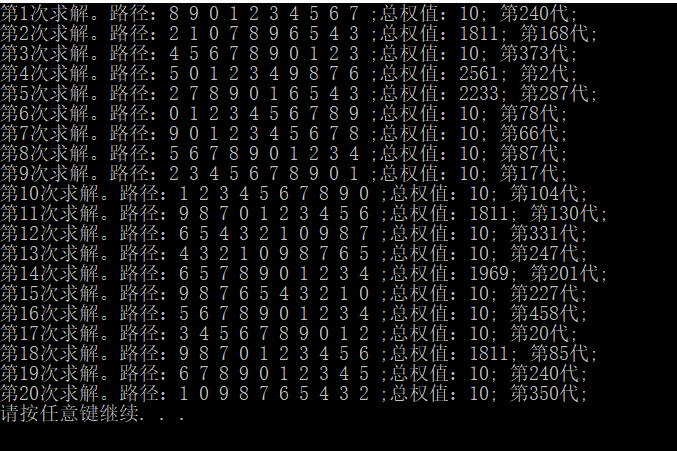 第1次求解。路径：8 9 0 1 2 3 4 5 6 7 ;总权值：10; 第240代;
第2次求解。路径：2 1 0 7 8 9 6 5 4 3 ;总权值：1811; 第168代;
第3次求解。路径：4 5 6 7 8 9 0 1 2 3 ;总权值：10; 第373代;
第4次求解。路径：5 0 1 2 3 4 9 8 7 6 ;总权值：2561; 第2代;
第5次求解。路径：2 7 8 9 0 1 6 5 4 3 ;总权值：2233; 第287代;
第6次求解。路径：0 1 2 3 4 5 6 7 8 9 ;总权值：10; 第78代;
第7次求解。路径：9 0 1 2 3 4 5 6 7 8 ;总权值：10; 第66代;
第8次求解。路径：5 6 7 8 9 0 1 2 3 4 ;总权值：10; 第87代;
第9次求解。路径：2 3 4 5 6 7 8 9 0 1 ;总权值：10; 第17代;
第10次求解。路径：1 2 3 4 5 6 7 8 9 0 ;总权值：10; 第104代;
第11次求解。路径：9 8 7 0 1 2 3 4 5 6 ;总权值：1811; 第130代;
第12次求解。路径：6 5 4 3 2 1 0 9 8 7 ;总权值：10; 第331代;
第13次求解。路径：4 3 2 1 0 9 8 7 6 5 ;总权值：10; 第247代;
第14次求解。路径：6 5 7 8 9 0 1 2 3 4 ;总权值：1969; 第201代;
第15次求解。路径：9 8 7 6 5 4 3 2 1 0 ;总权值：10; 第227代;
第16次求解。路径：5 6 7 8 9 0 1 2 3 4 ;总权值：10; 第458代;
第17次求解。路径：3 4 5 6 7 8 9 0 1 2 ;总权值：10; 第20代;
第18次求解。路径：9 8 7 0 1 2 3 4 5 6 ;总权值：1811; 第85代;
第19次求解。路径：6 7 8 9 0 1 2 3 4 5 ;总权值：10; 第240代;
第20次求解。路径：1 0 9 8 7 6 5 4 3 2 ;总权值：10; 第350代;
请按任意键继续. . .